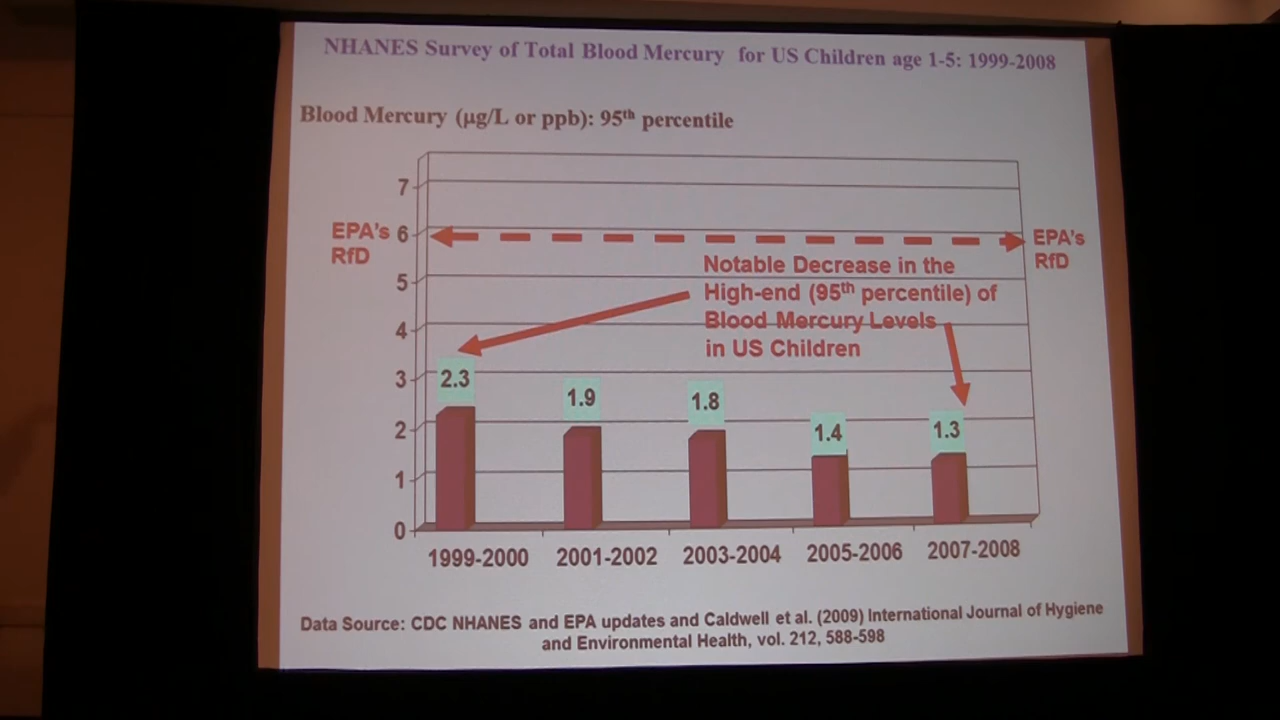 NHANES Survey of Total Blood Mercury for US Children age 1-5: 1999-2008
Blood Mercury (µg/L or ppb): 95th percentile
7
EPA's
RfD
6
EPA's
RfD
5
4
3
2
1
0
Notable Decrease in the
High-end (95th percentile) of
Blood Mercury Levels
in US Children
2.3
1.9
1.8
1.4
1.3
1999-2000
2001-2002
2003-2004
2005-2006
2007-2008
Data Source: CDC NHANES and EPA updates and Caldwell et al. (2009) International Journal of Hygiene
and Environmental Health, vol. 212, 588-598